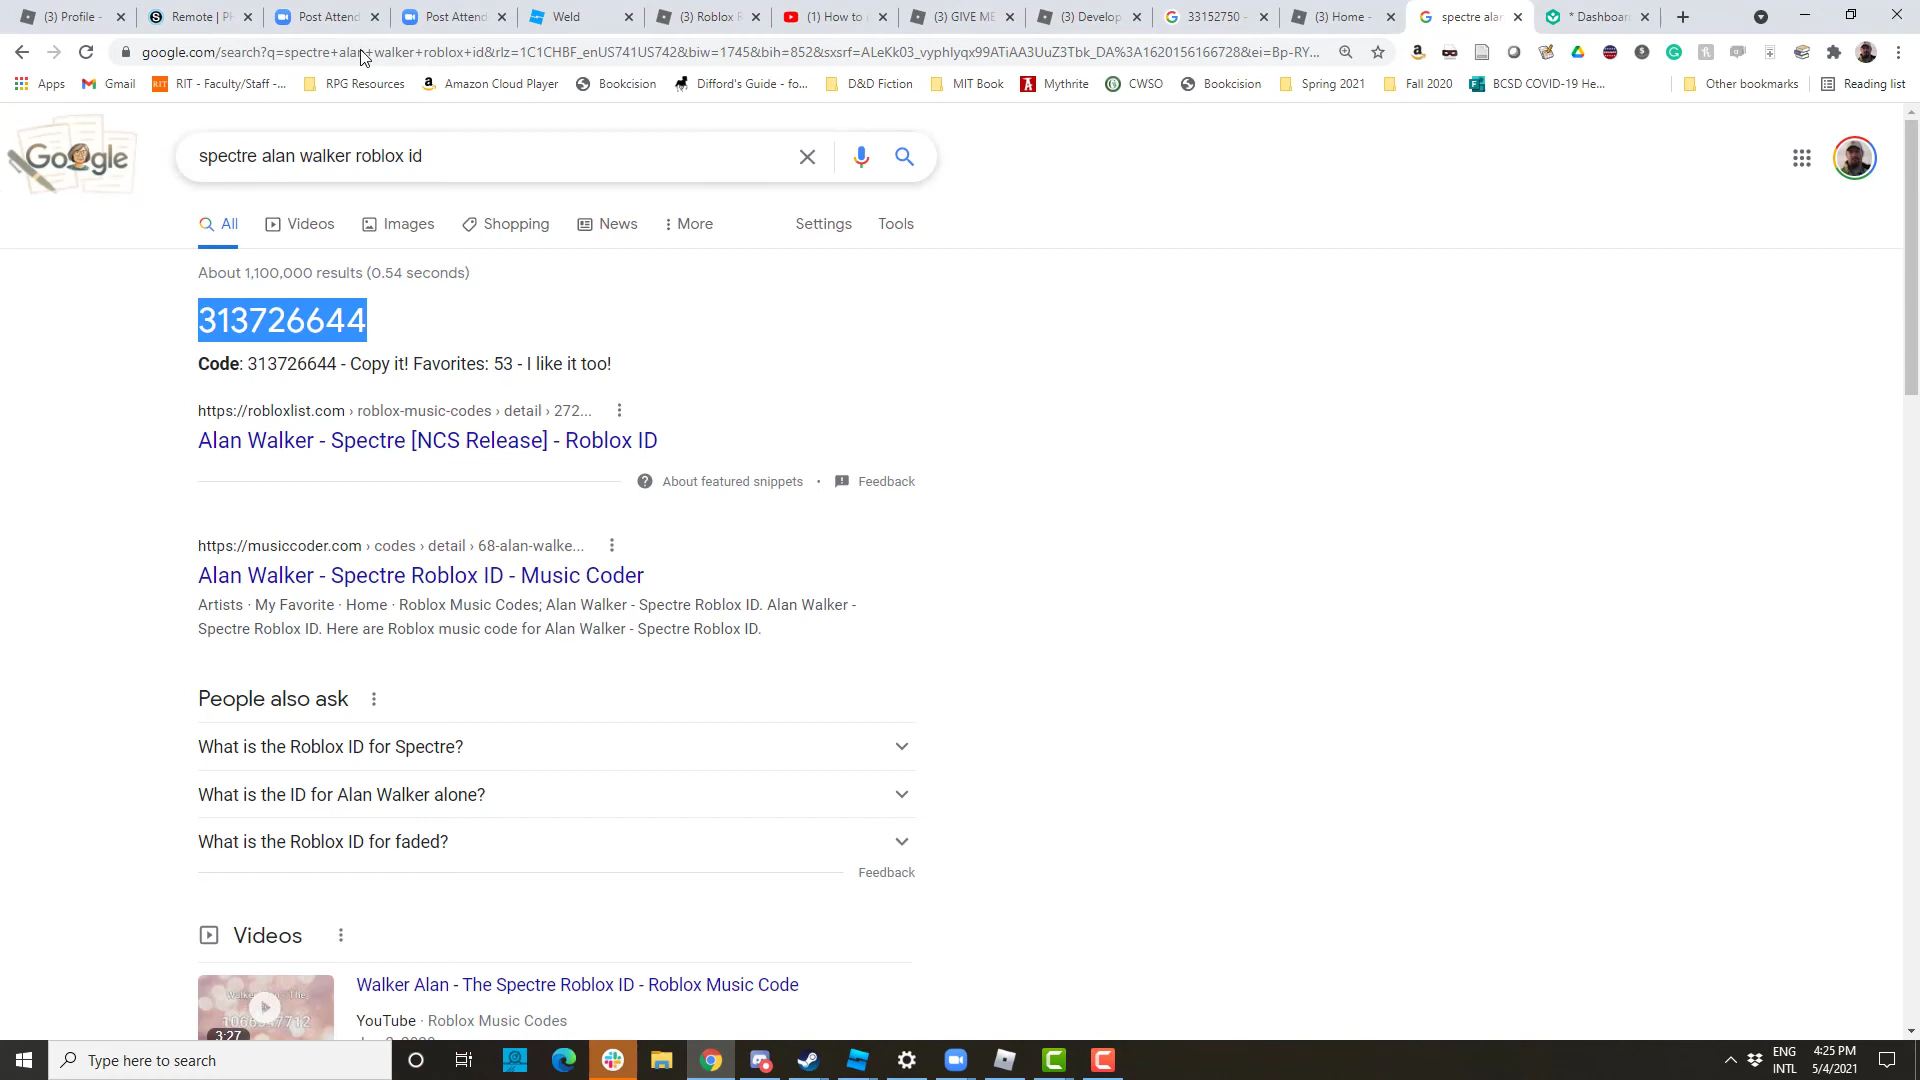 (3) Profile -
Remote | P
Post Attend
Post Attend
Weld
(3) Roblox
(1) How to
(3) GIVE ME
(3) Develop
33152750 -
(3) Home -
spectre alan
* Dashboar
google.com/search?q=spectre+alan+walker+roblox+id&rlz=1C1CHBF_enUS741US742&biw=1745&bih=852&sxsrf=ALeKk03_vyphlyqx99ATiAA3UuZ3Tbk_DA%3A1620156166728&ei=Bp-RY...
Apps
Gmail
RIT - Faculty/Staff -...
RPG Resources
Amazon Cloud Player
Bookcision
Difford's Guide - fo...
D&D Fiction
MIT Book
Mythrite
CWSO
Bookcision
Spring 2021
Fall 2020
BCSD COVID-19 He...
Other bookmarks
Reading list
Google
spectre alan walker roblox id
All
Videos
Images
Shopping
News
More
Settings
Tools
About 1,100,000 results (0.54 seconds)
313726644
Code: 313726644 - Copy it! Favorites: 53 - I like it too!
https://robloxlist.com › roblox-music-codes › detail › 272...
Alan Walker - Spectre [NCS Release] - Roblox ID
About featured snippets • Feedback
https://musiccoder.com › codes › detail › 68-alan-walke...
Alan Walker - Spectre Roblox ID - Music Coder
Artists · My Favorite · Home · Roblox Music Codes; Alan Walker - Spectre Roblox ID. Alan Walker -
Spectre Roblox ID. Here are Roblox music code for Alan Walker - Spectre Roblox ID.
People also ask
What is the Roblox ID for Spectre?
What is the ID for Alan Walker alone?
What is the Roblox ID for faded?
Feedback
Videos
Walker Alan - The Spectre Roblox ID - Roblox Music Code
YouTube · Roblox Music Codes
3:27
Type here to search
ENG
INTL
4:25 PM
5/4/2021